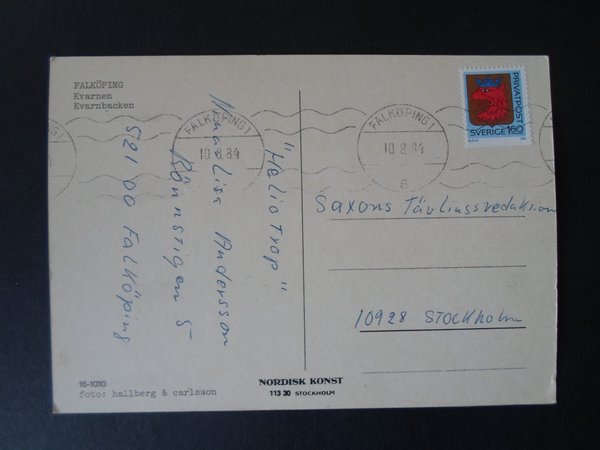 FALKÖPING
Kvarnen
Kvarnbacken
FALKÖPING 1
10.8.84
FALKÖPING 1
10.8.84
PRIVATPOST
SVERIGE 160
"Heliotrop"
Lisa Andersson
Rönnstigen 5
521 00 Falköping
Saxons Tävlingsredaktion
10928 STOCKHOLM
16-1010
foto: hallberg & carlsson
NORDISK KONST
113 30 STOCKHOLM